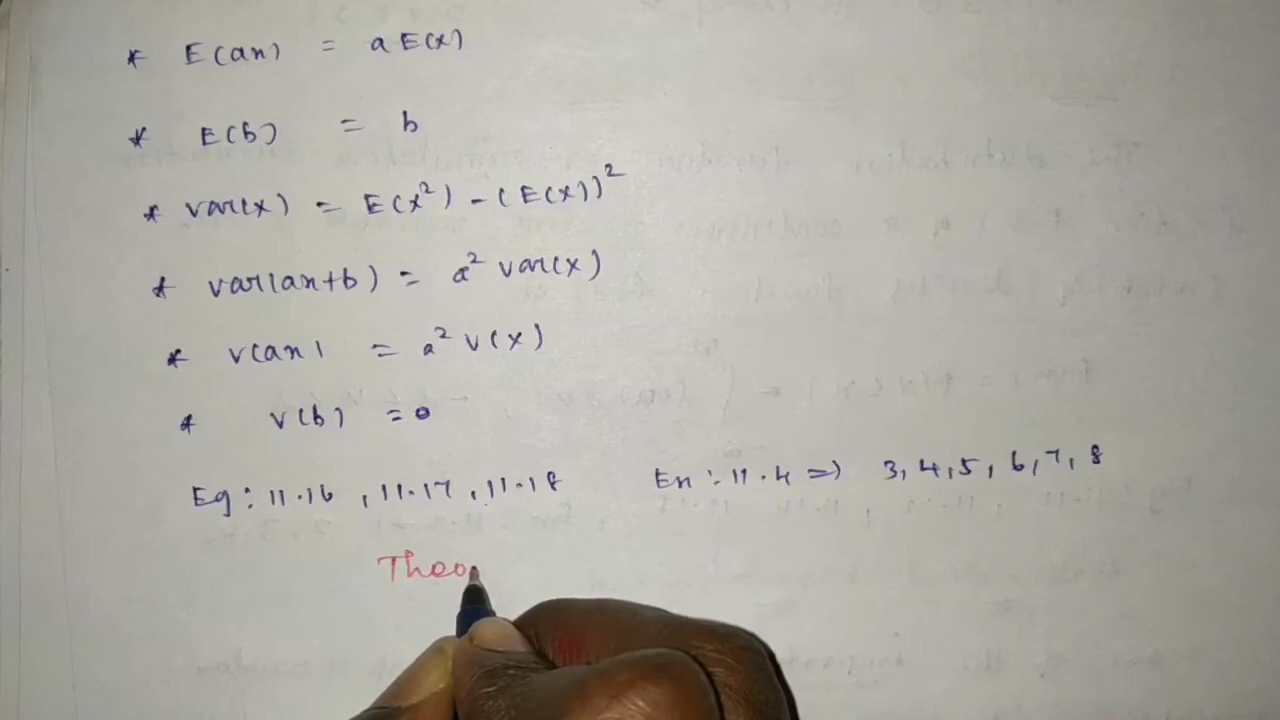 * E(ax) = a E(x)
* E(b) = b
* var(x) = E(x²) - (E(x))²
* var(ax+b) = a² var(x)
* v(ax) = a² v(x)
* v(b) = 0
Eg : 11.16 , 11.17 , 11.18 Ex : 11.4 => 3, 4, 5, 6, 7, 8
Theo